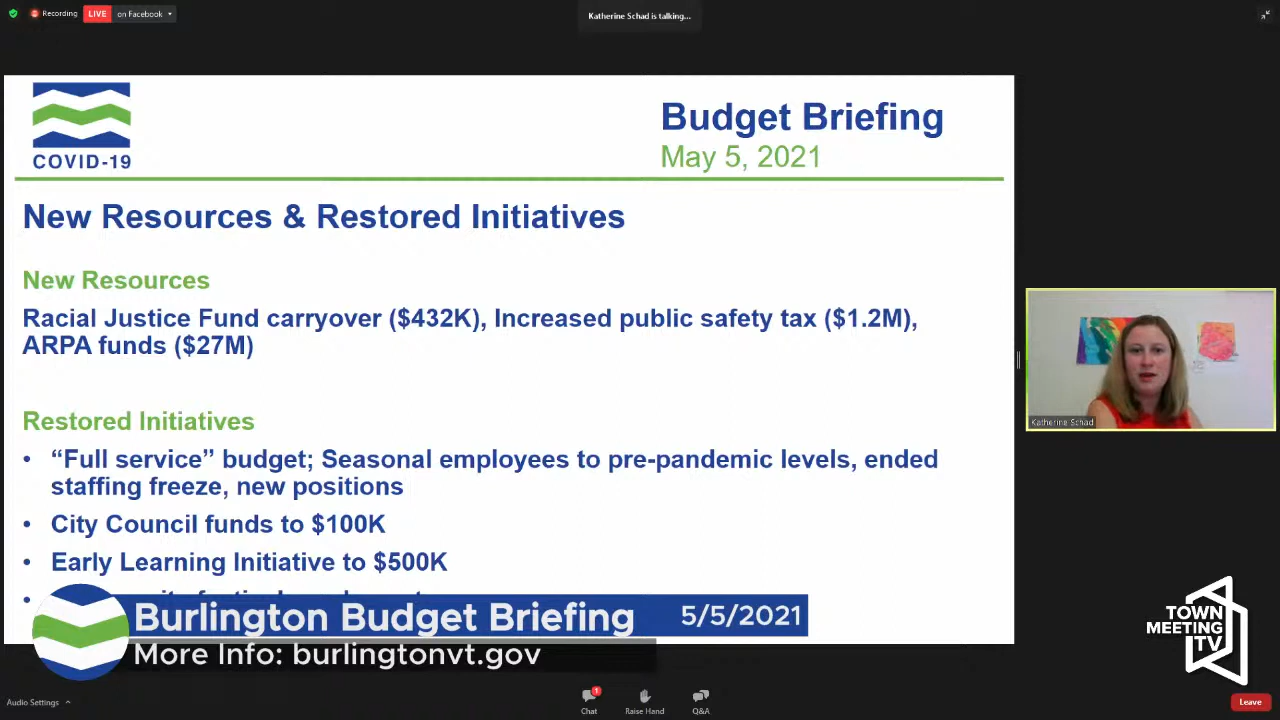 Recording
LIVE
on Facebook
Katherine Schad is talking...
COVID-19
Budget Briefing
May 5, 2021
New Resources & Restored Initiatives
New Resources
Racial Justice Fund carryover ($432K), Increased public safety tax ($1.2M),
ARPA funds ($27M)
Restored Initiatives
• “Full service” budget; Seasonal employees to pre-pandemic levels, ended
staffing freeze, new positions
• City Council funds to $100K
• Early Learning Initiative to $500K
Katherine Schad
Burlington Budget Briefing 5/5/2021
More Info: burlingtonvt.gov
TOWN
MEETING
TV
Audio Settings
1
Chat
Raise Hand
Q&A
Leave